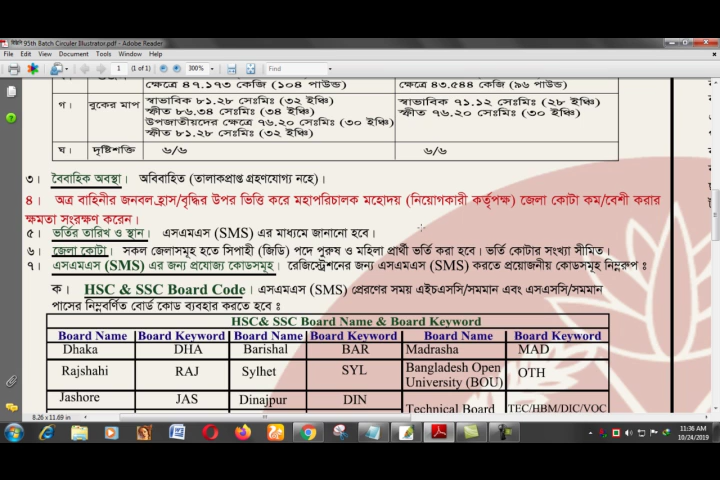 95th Batch Circuler Illustrator.pdf - Adobe Reader
File Edit View Document Tools Window Help
1 (1 of 1) 300% Find
ক্ষেত্রে ৪৭.১৭৩ কেজি (১০৪ পাউন্ড) ক্ষেত্রে ৪৩.৫৪৪ কেজি (৯৬ পাউন্ড)
গ। বুকের মাপ স্বাভাবিক ৮১.২৮ সেঃমিঃ (৩২ ইঞ্চি) স্বাভাবিক ৭১.১২ সেঃমিঃ (২৮ ইঞ্চি)
স্ফীত ৮৬.৩৪ সেঃমিঃ (৩৪ ইঞ্চি) স্ফীত ৭৬.২০ সেঃমিঃ (৩০ ইঞ্চি)
উপজাতীয়দের ক্ষেত্রে ৭৬.২০ সেঃমিঃ (৩০ ইঞ্চি)
স্ফীত ৮১.২৮ সেঃমিঃ (৩২ ইঞ্চি)
ঘ। দৃষ্টিশক্তি ৬/৬ ৬/৬
৩। বৈবাহিক অবস্থা। অবিবাহিত (তালাকপ্রাপ্ত গ্রহণযোগ্য নহে)।
৪। অত্র বাহিনীর জনবল হ্রাস/বৃদ্ধির উপর ভিত্তি করে মহাপরিচালক মহোদয় (নিয়োগকারী কর্তৃপক্ষ) জেলা কোটা কম/বেশী করার
ক্ষমতা সংরক্ষণ করেন।
৫। ভর্তির তারিখ ও স্থান। এসএমএস (SMS) এর মাধ্যমে জানানো হবে।
৬। জেলা কোটা। সকল জেলাসমূহ হতে সিপাহী (জিডি) পদে পুরুষ ও মহিলা প্রার্থী ভর্তি করা হবে। ভর্তি কোটার সংখ্যা সীমিত।
৭। এসএমএস (SMS) এর জন্য প্রযোজ্য কোডসমূহ। রেজিস্ট্রেশনের জন্য এসএমএস (SMS) করতে প্রয়োজনীয় কোডসমূহ নিম্নরূপ ঃ
ক। HSC & SSC Board Code। এসএমএস (SMS) প্রেরণের সময় এইচএসসি/সমমান এবং এসএসসি/সমমান
পাসের নিম্নবর্ণিত বোর্ড কোড ব্যবহার করতে হবে ঃ
HSC& SSC Board Name & Board Keyword
Board Name Board Keyword Board Name Board Keyword Board Name Board Keyword
Dhaka DHA Barishal BAR Madrasha MAD
Rajshahi RAJ Sylhet SYL Bangladesh Open University (BOU) OTH
Jashore JAS Dinajpur DIN Technical Board TEC/HBM/DIC/VOC
8.26 x 11.69 in
11:36 AM
10/24/2019